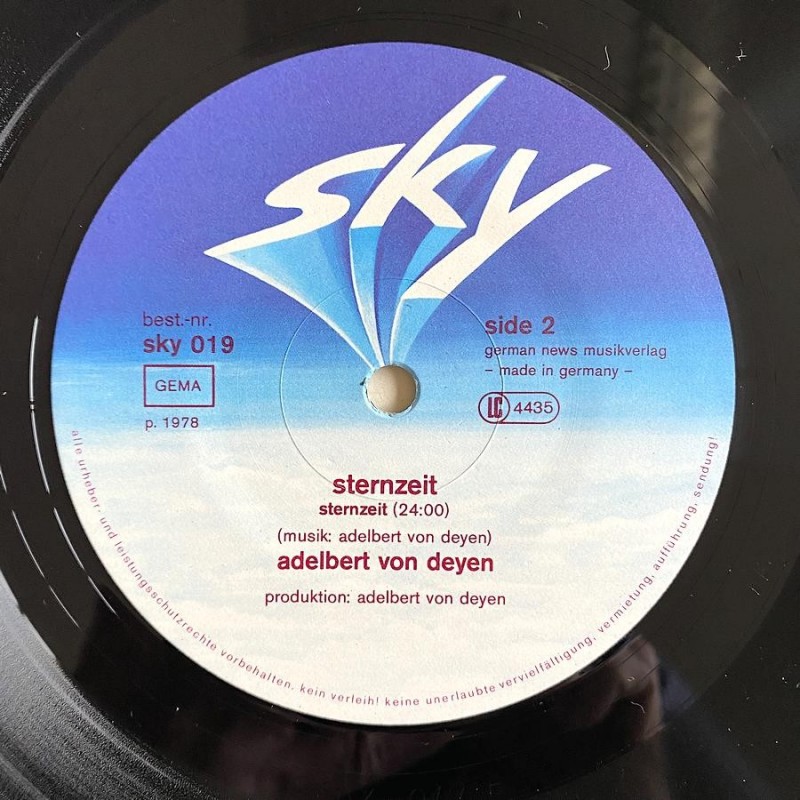 sky
best.-nr.
sky 019
GEMA
p. 1978
side 2
german news musikverlag
– made in germany –
LC 4435
sternzeit
sternzeit (24:00)
(musik: adelbert von deyen)
adelbert von deyen
produktion: adelbert von deyen
alle urheber- und leistungsschutzrechte vorbehalten. kein verleih! keine unerlaubte vervielfältigung, vermietung, aufführung, sendung!